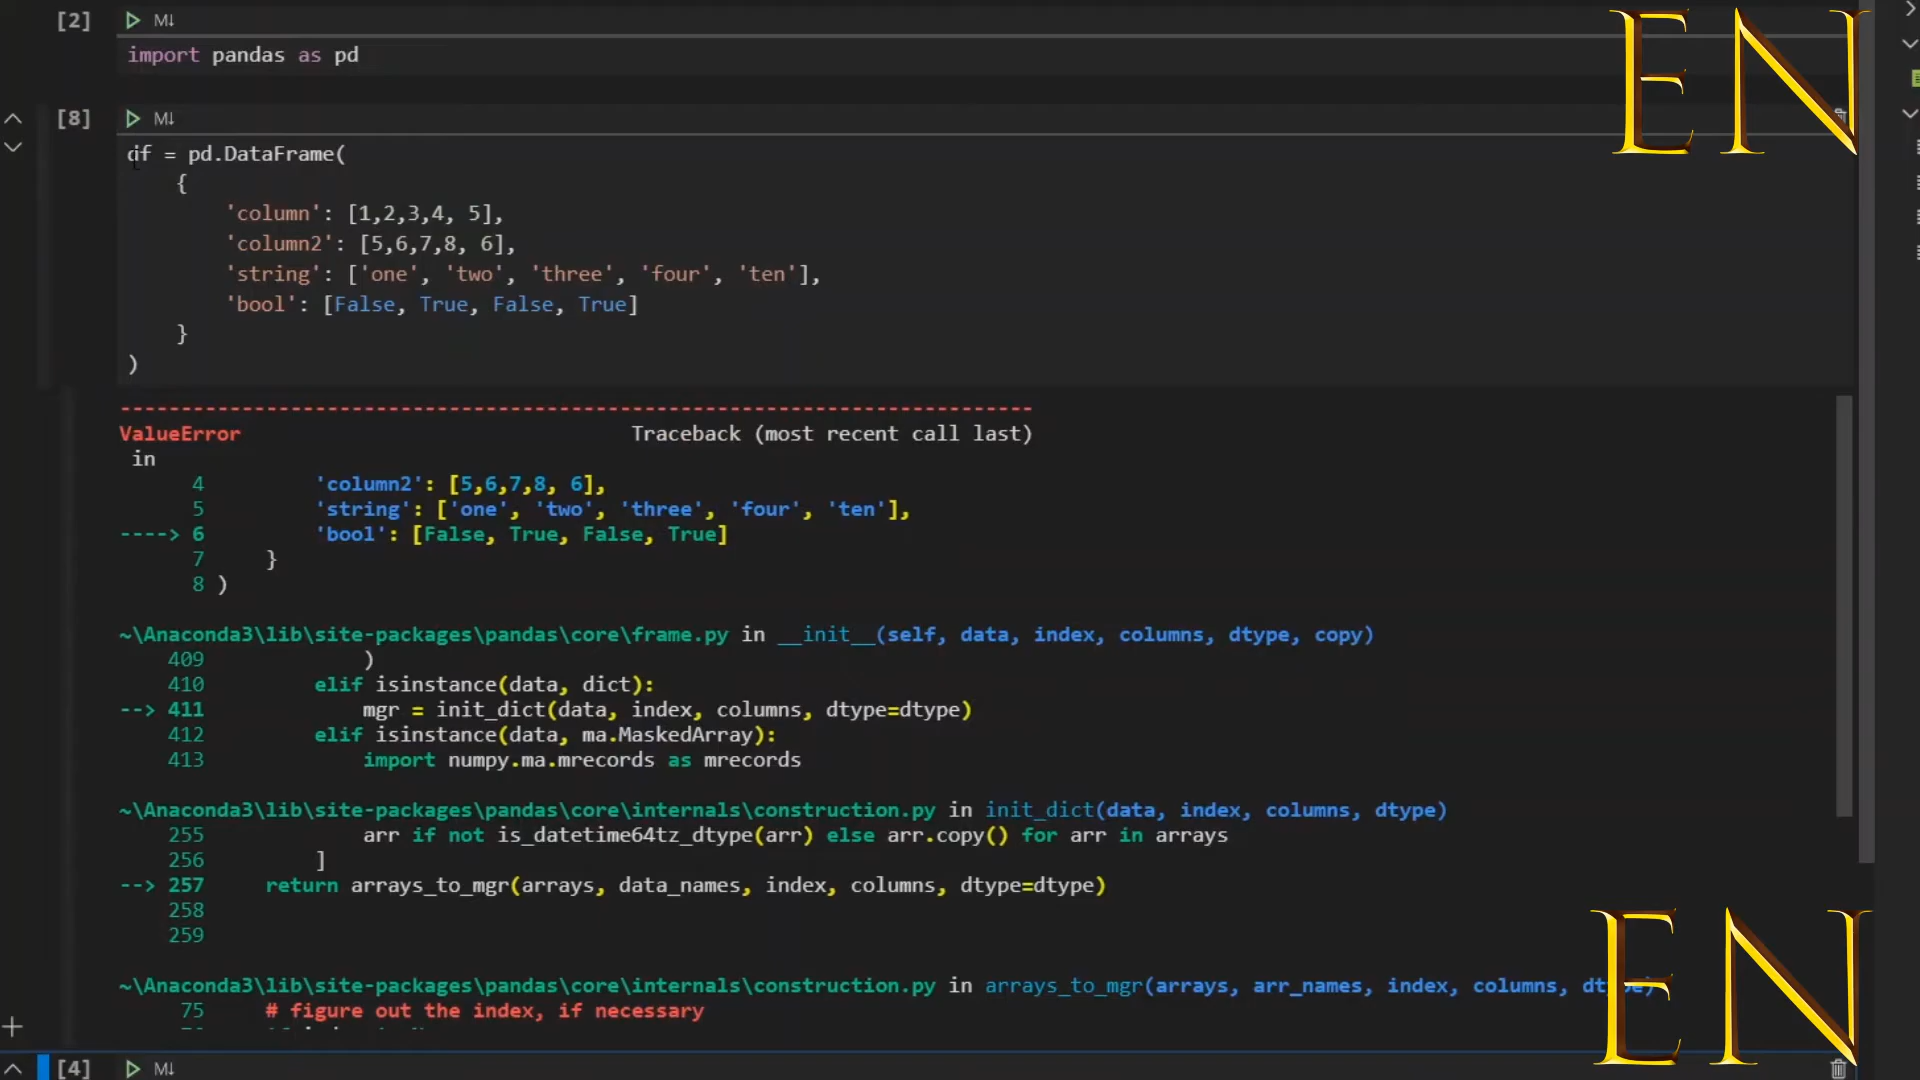 [2] M↓
import pandas as pd
[8] M↓
df = pd.DataFrame(
{
'column': [1,2,3,4, 5],
'column2': [5,6,7,8, 6],
'string': ['one', 'two', 'three', 'four', 'ten'],
'bool': [False, True, False, True]
}
)
---------------------------------------------------------------------------
ValueError Traceback (most recent call last)
in
4 'column2': [5,6,7,8, 6],
5 'string': ['one', 'two', 'three', 'four', 'ten'],
----> 6 'bool': [False, True, False, True]
7 }
8 )
~\Anaconda3\lib\site-packages\pandas\core\frame.py in __init__(self, data, index, columns, dtype, copy)
409 )
410 elif isinstance(data, dict):
--> 411 mgr = init_dict(data, index, columns, dtype=dtype)
412 elif isinstance(data, ma.MaskedArray):
413 import numpy.ma.mrecords as mrecords
~\Anaconda3\lib\site-packages\pandas\core\internals\construction.py in init_dict(data, index, columns, dtype)
255 arr if not is_datetime64tz_dtype(arr) else arr.copy() for arr in arrays
256 ]
--> 257 return arrays_to_mgr(arrays, data_names, index, columns, dtype=dtype)
258
259
~\Anaconda3\lib\site-packages\pandas\core\internals\construction.py in arrays_to_mgr(arrays, arr_names, index, columns,
75 # figure out the index, if necessary
[4] M↓
EN
EN